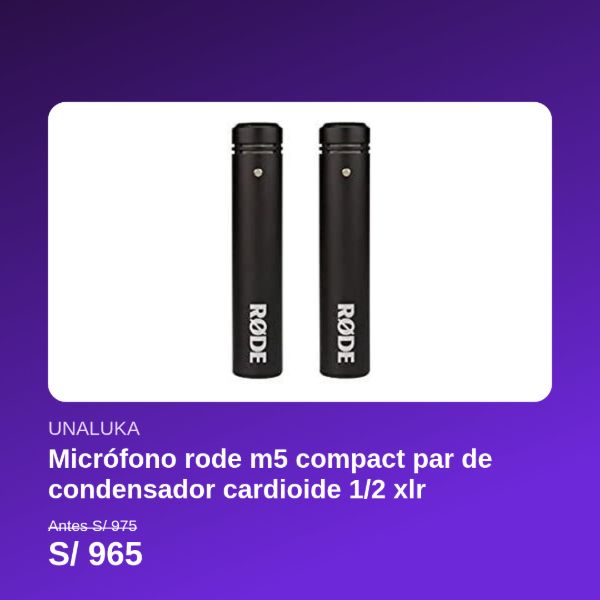 RØDE RØDE
UNALUKA
Micrófono rode m5 compact par de
condensador cardioide 1/2 xlr
Antes S/ 975
S/ 965